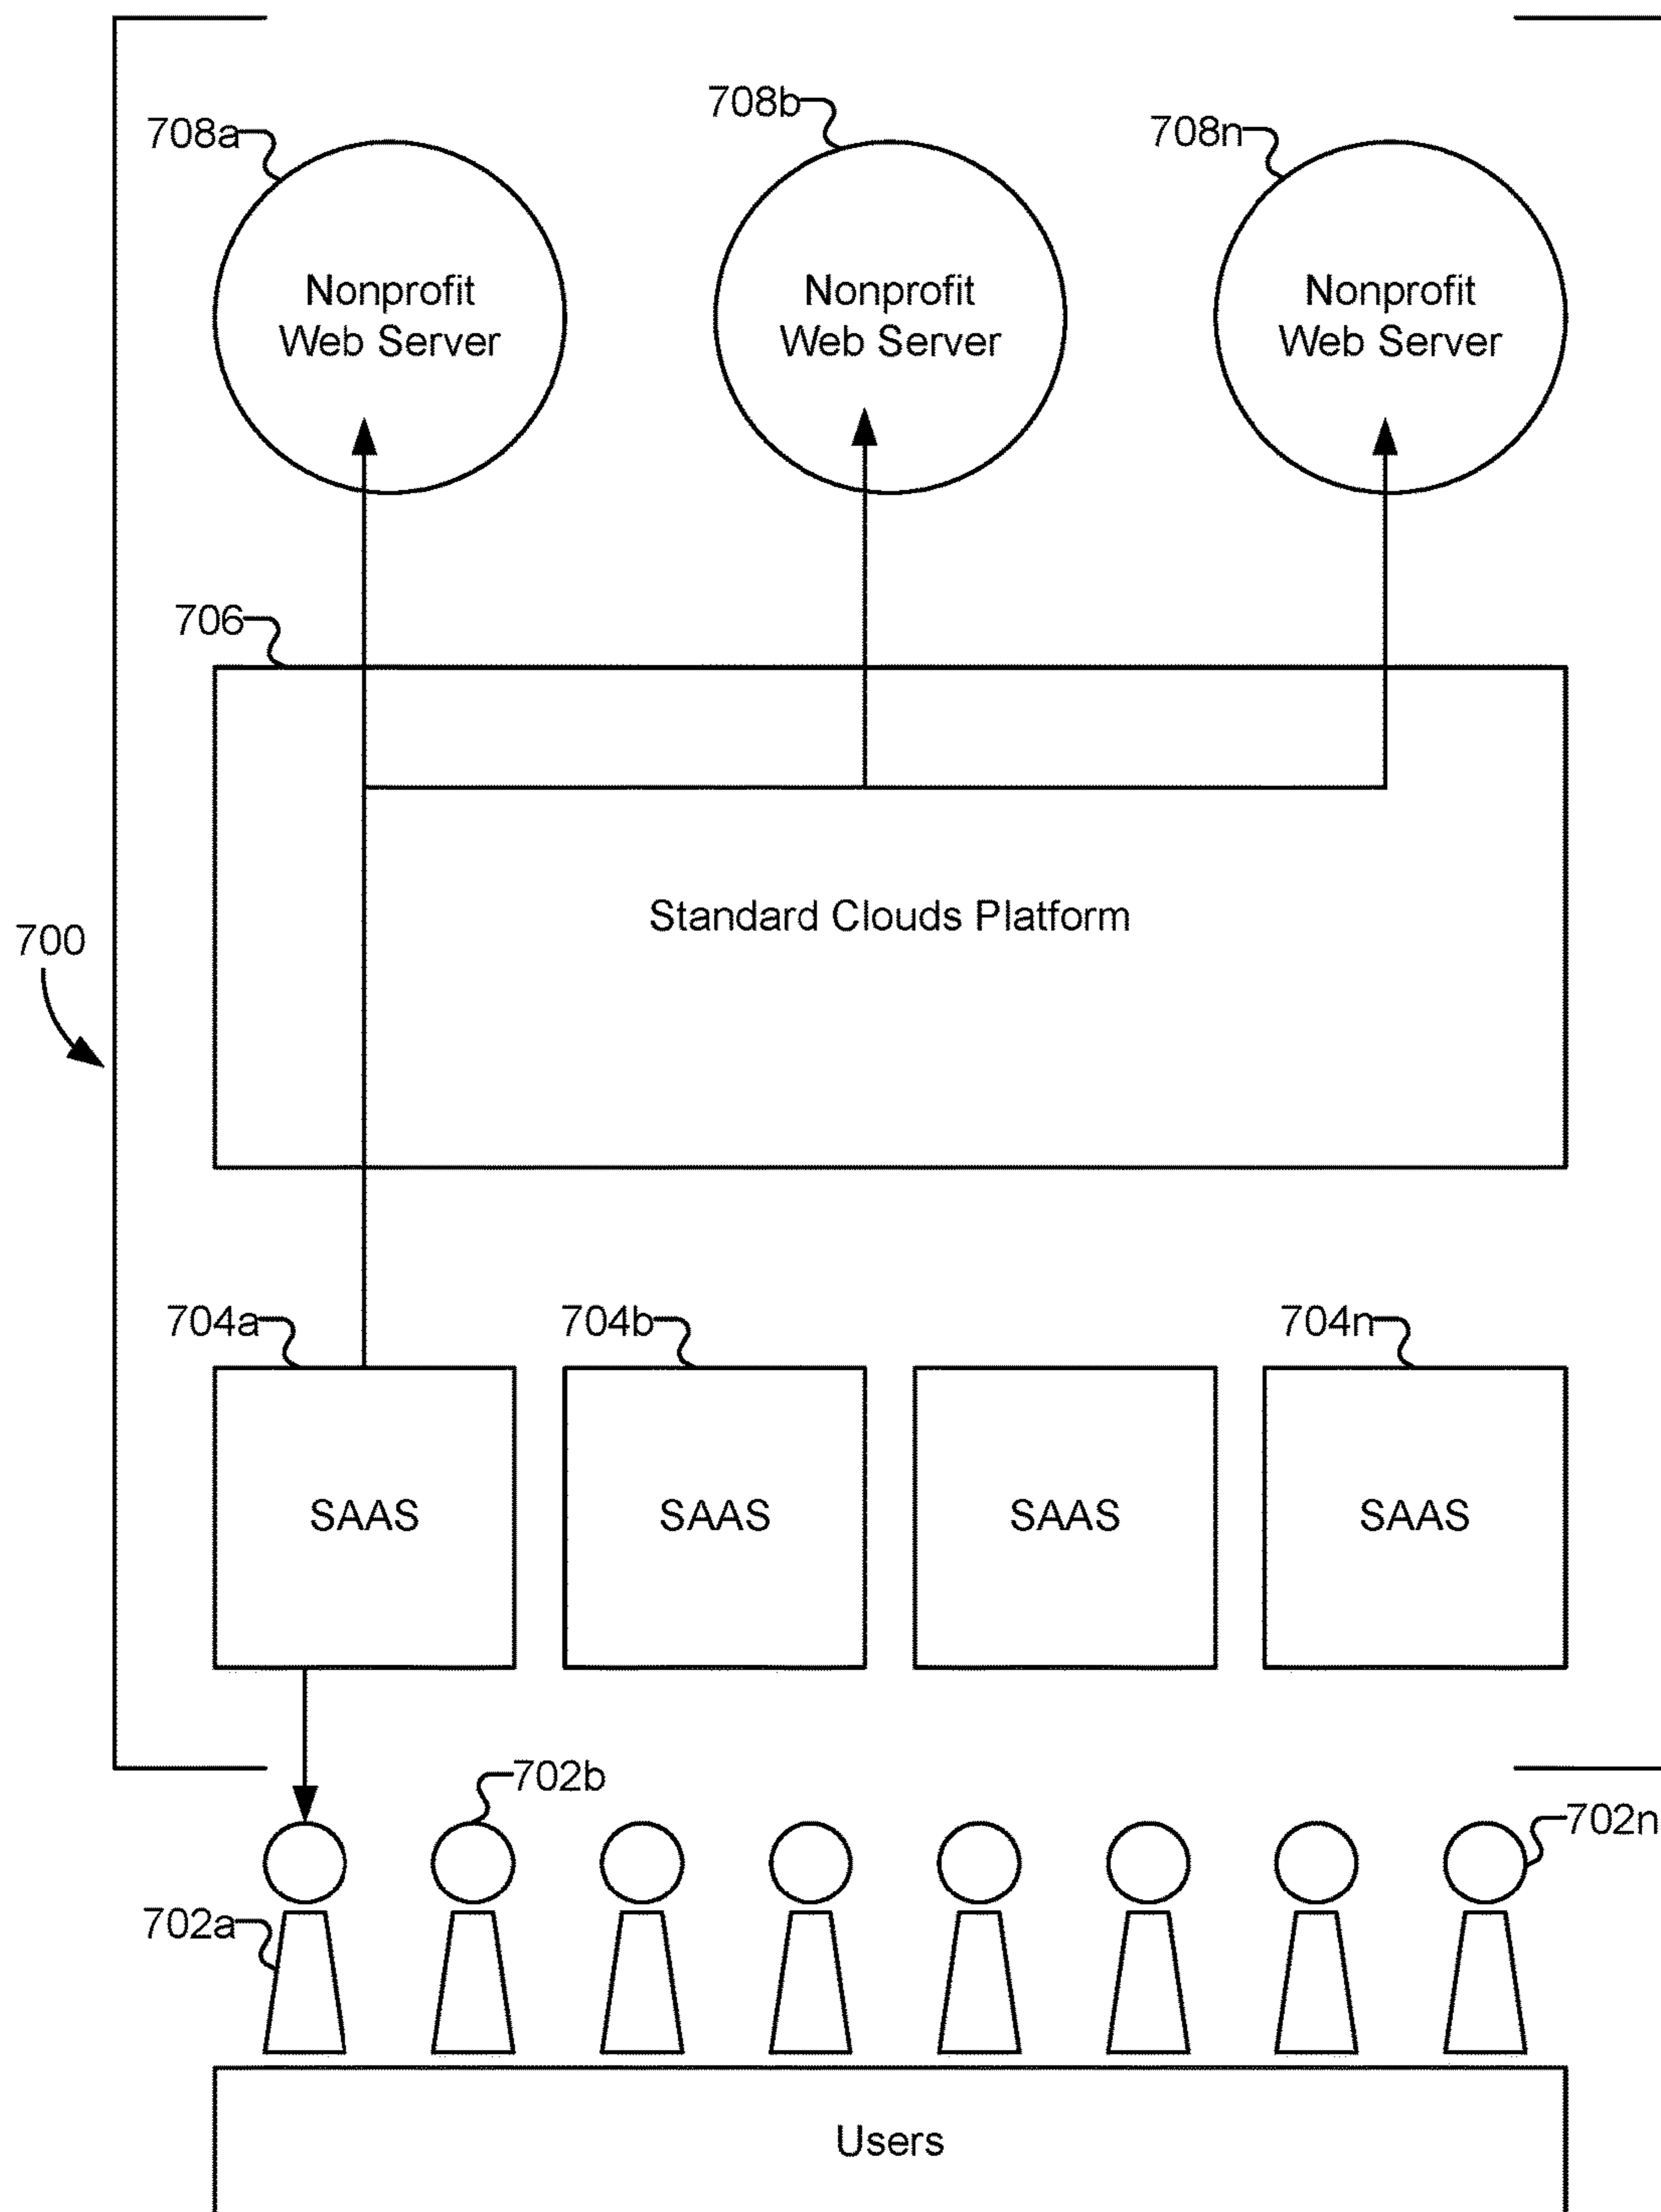 708a
708b
708n
Nonprofit
Web Server
Nonprofit
Web Server
Nonprofit
Web Server
706
Standard Clouds Platform
700
704a
704b
704n
SAAS
SAAS
SAAS
SAAS
702b
702n
702a
Users